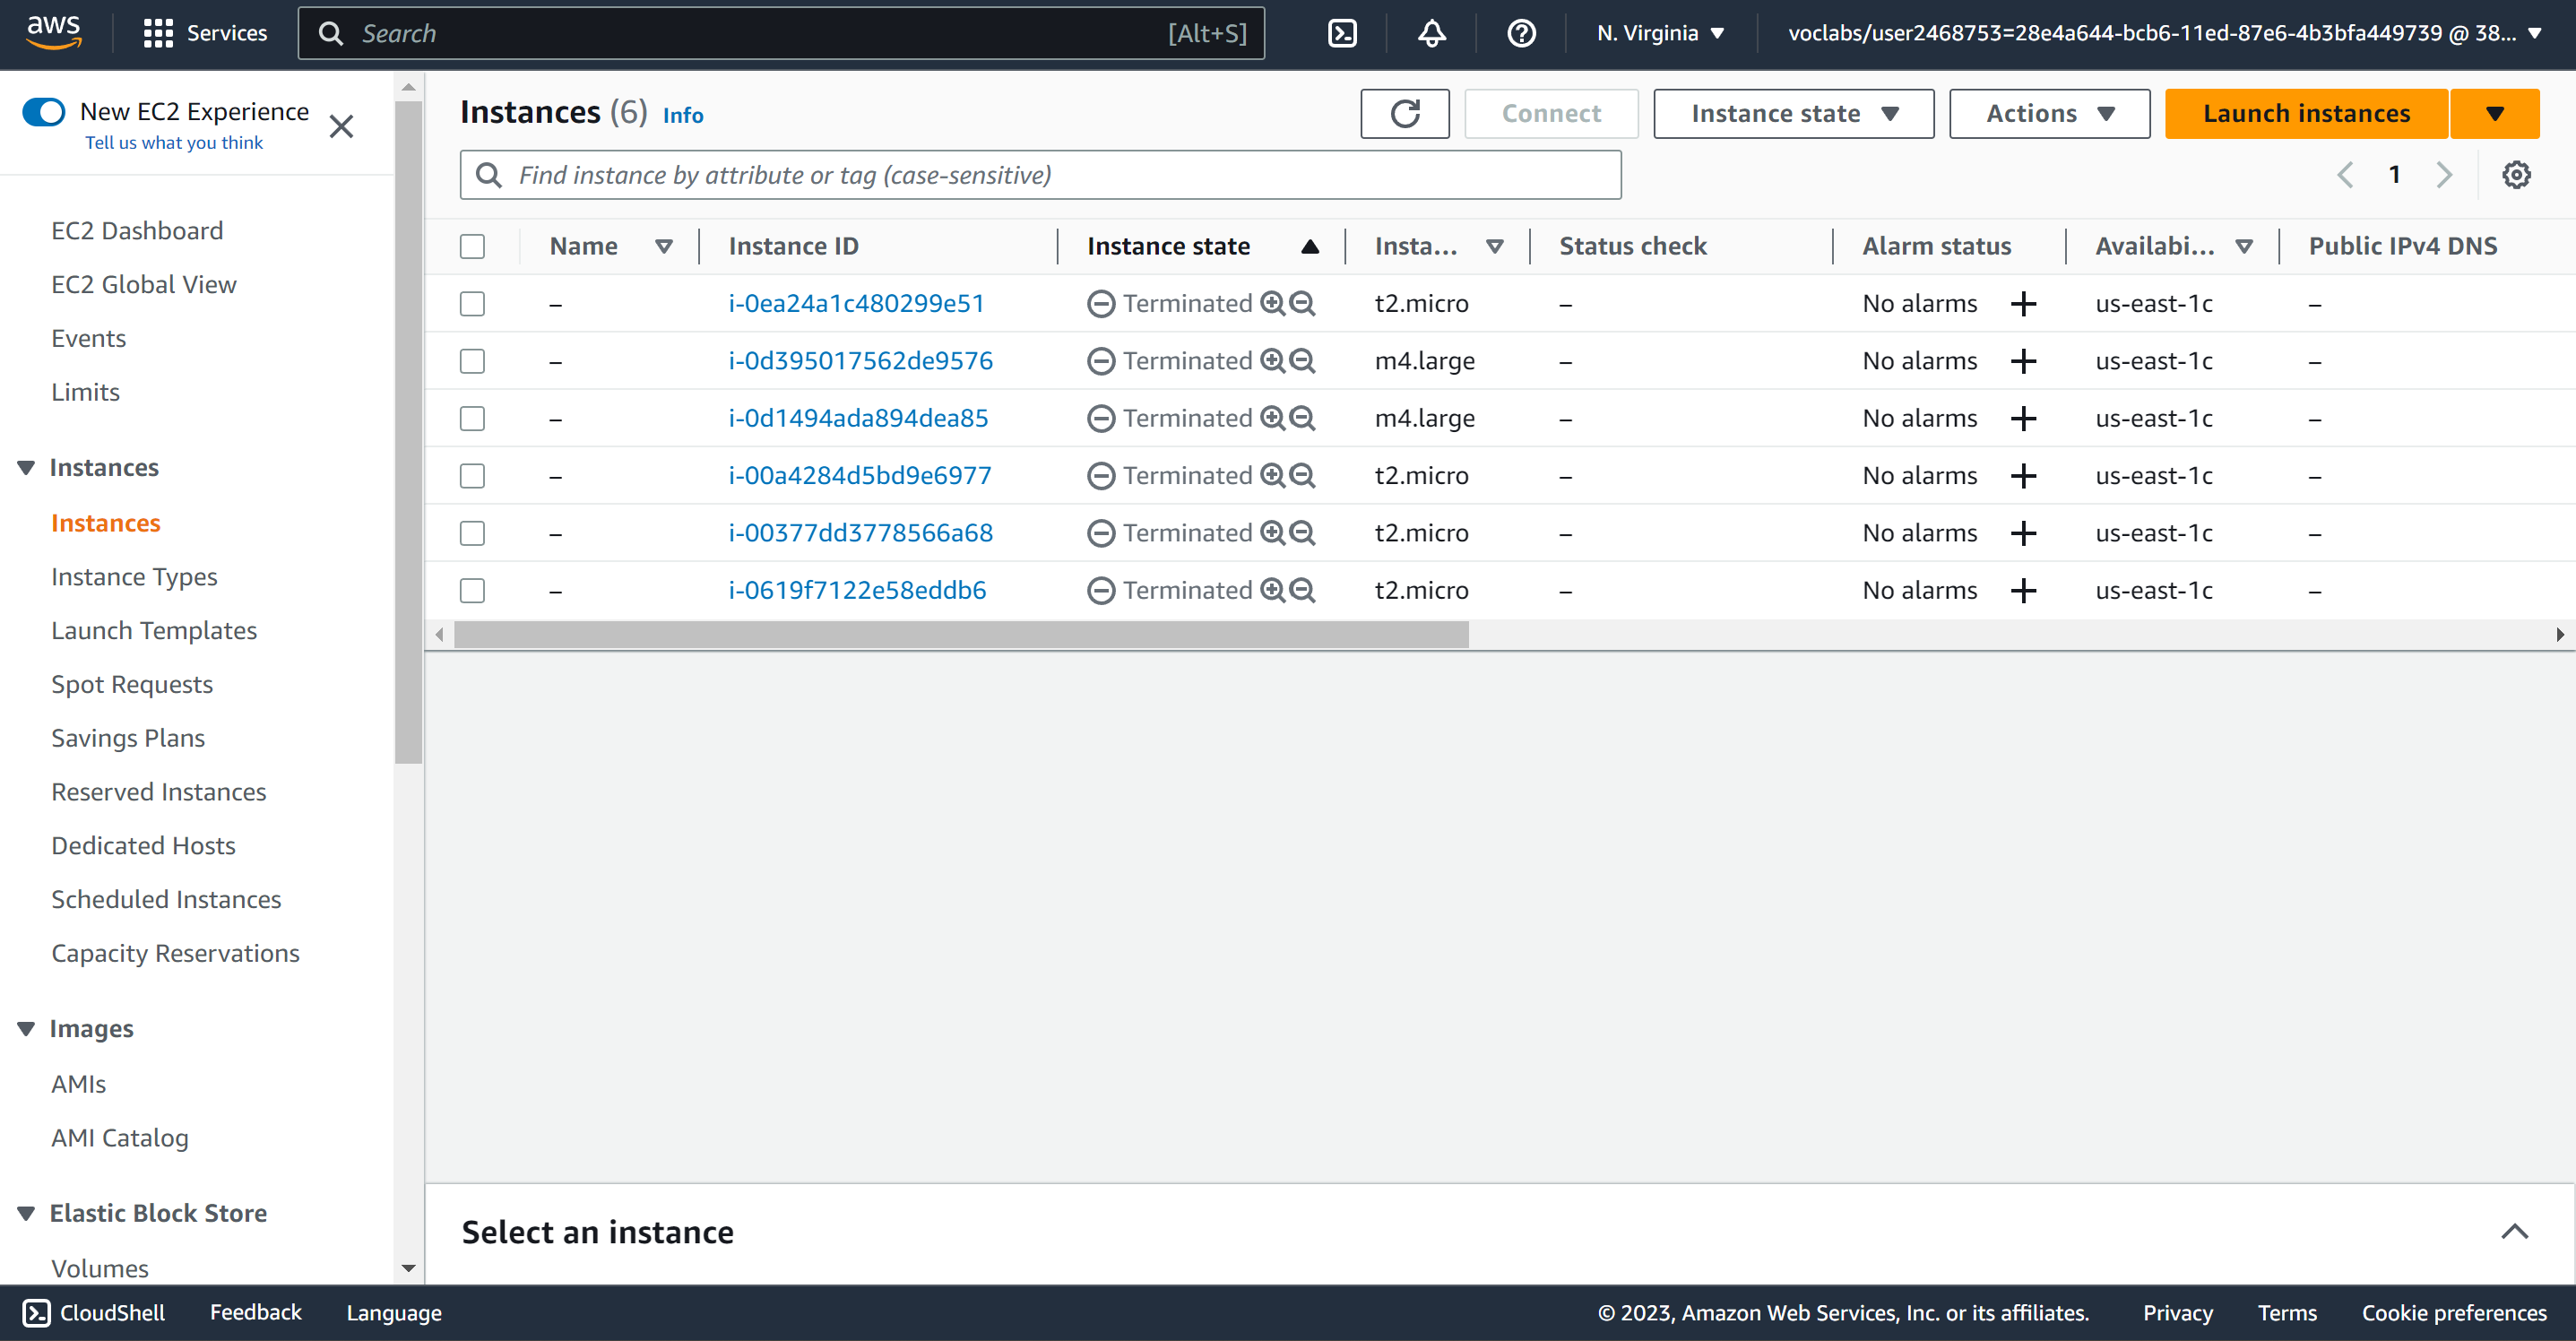 aws
Services
Search
[Alt+S]
N. Virginia
voclabs/user2468753=28e4a644-bcb6-11ed-87e6-4b3bfa449739 @ 38...
New EC2 Experience
Tell us what you think
EC2 Dashboard
EC2 Global View
Events
Limits
Instances
Instances
Instance Types
Launch Templates
Spot Requests
Savings Plans
Reserved Instances
Dedicated Hosts
Scheduled Instances
Capacity Reservations
Images
AMIs
AMI Catalog
Elastic Block Store
Volumes
Instances (6) Info
Connect
Instance state
Actions
Launch instances
Find instance by attribute or tag (case-sensitive)
1
Name Instance ID Instance state Insta... Status check Alarm status Availabi... Public IPv4 DNS
– i-0ea24a1c480299e51 Terminated t2.micro – No alarms + us-east-1c –
– i-0d395017562de9576 Terminated m4.large – No alarms + us-east-1c –
– i-0d1494ada894dea85 Terminated m4.large – No alarms + us-east-1c –
– i-00a4284d5bd9e6977 Terminated t2.micro – No alarms + us-east-1c –
– i-00377dd3778566a68 Terminated t2.micro – No alarms + us-east-1c –
– i-0619f7122e58eddb6 Terminated t2.micro – No alarms + us-east-1c –
Select an instance
CloudShell Feedback Language
© 2023, Amazon Web Services, Inc. or its affiliates. Privacy Terms Cookie preferences